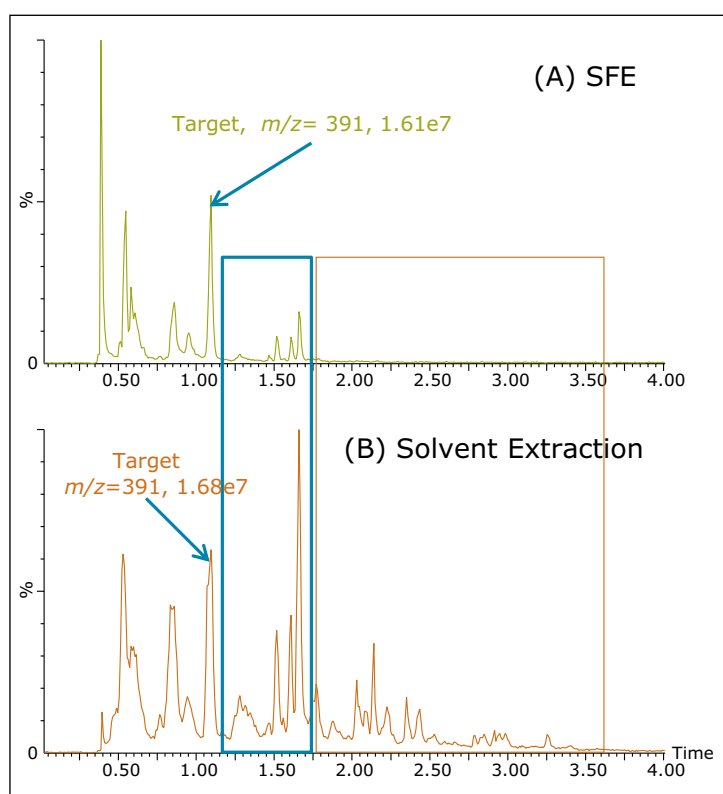 (A) SFE
Target, m/z= 391, 1.61e7
%
0
0.50 1.00 1.50 2.00 2.50 3.00 3.50 4.00
(B) Solvent Extraction
Target
m/z=391, 1.68e7
%
0
Time
0.50 1.00 1.50 2.00 2.50 3.00 3.50 4.00